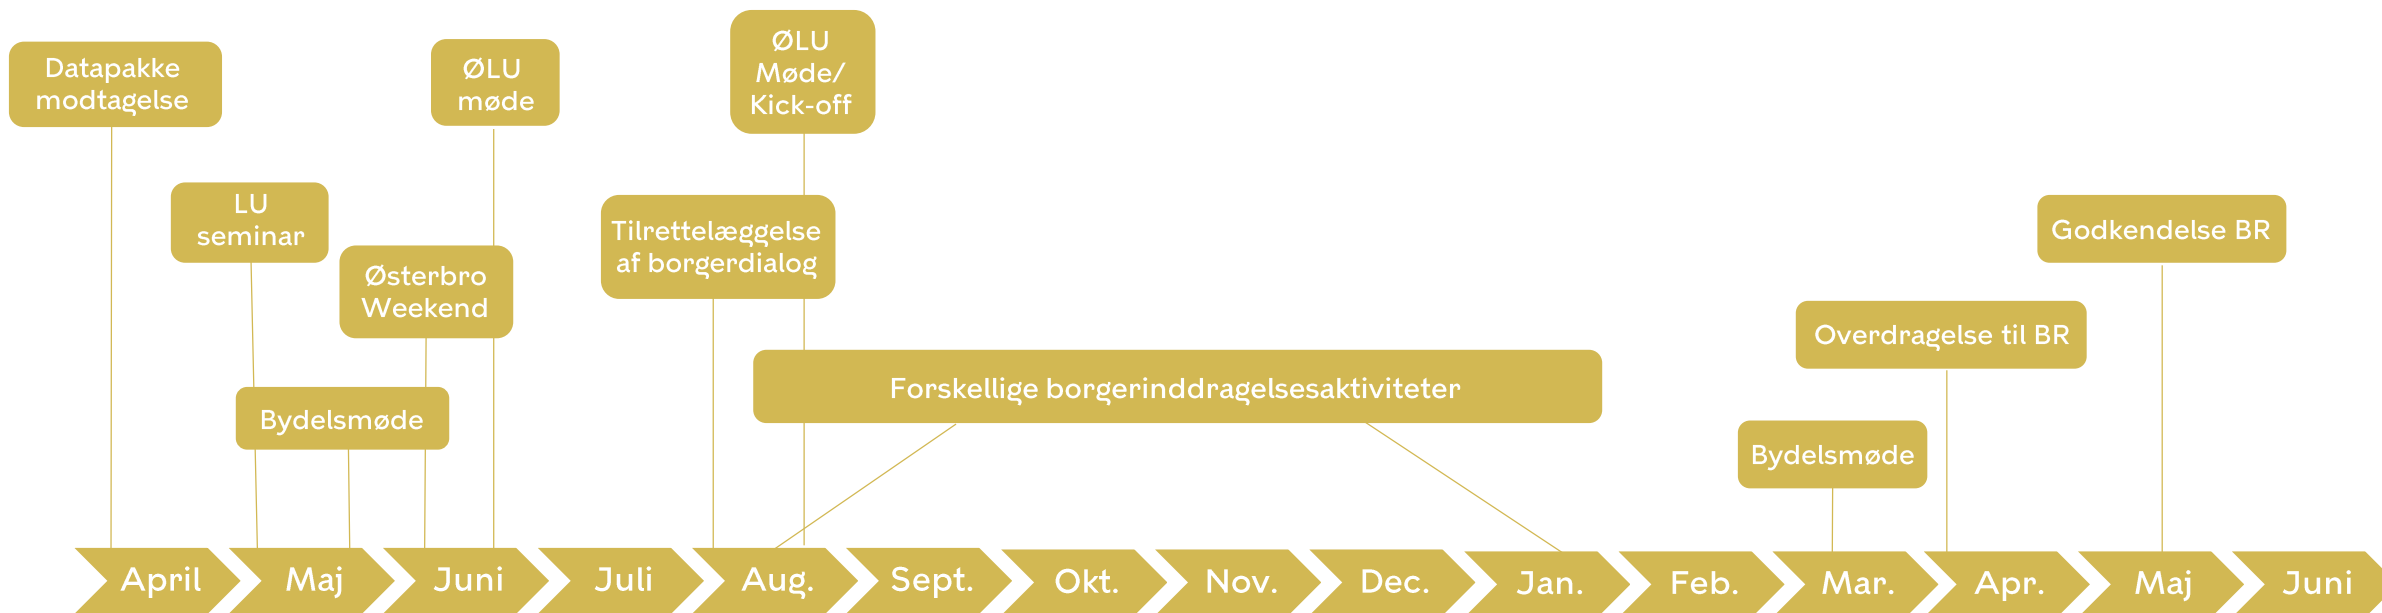 Datapakke
modtagelse
ØLU
møde
ØLU
Møde/
Kick-off
LU
seminar
Østerbro
Weekend
Tilrettelæggelse
af borgerdialog
Godkendelse BR
Overdragelse til BR
Forskellige borgerinddragelsesaktiviteter
Bydelsmøde
Bydelsmøde
April
Maj
Juni
Juli
Aug.
Sept.
Okt.
Nov.
Dec.
Jan.
Feb.
Mar.
Apr.
Maj
Juni